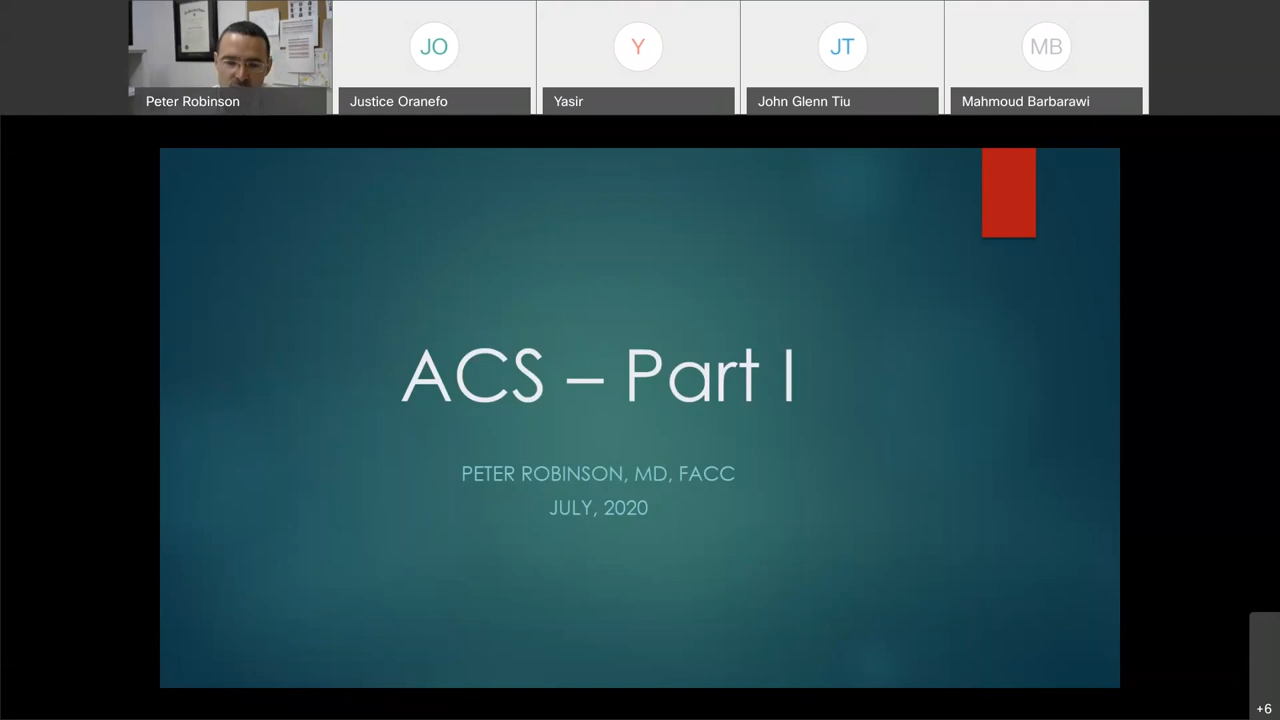 JO
Y
JT
MB
Peter Robinson
Justice Oranefo
Yasir
John Glenn Tiu
Mahmoud Barbarawi
ACS – Part I
PETER ROBINSON, MD, FACC
JULY, 2020
+6